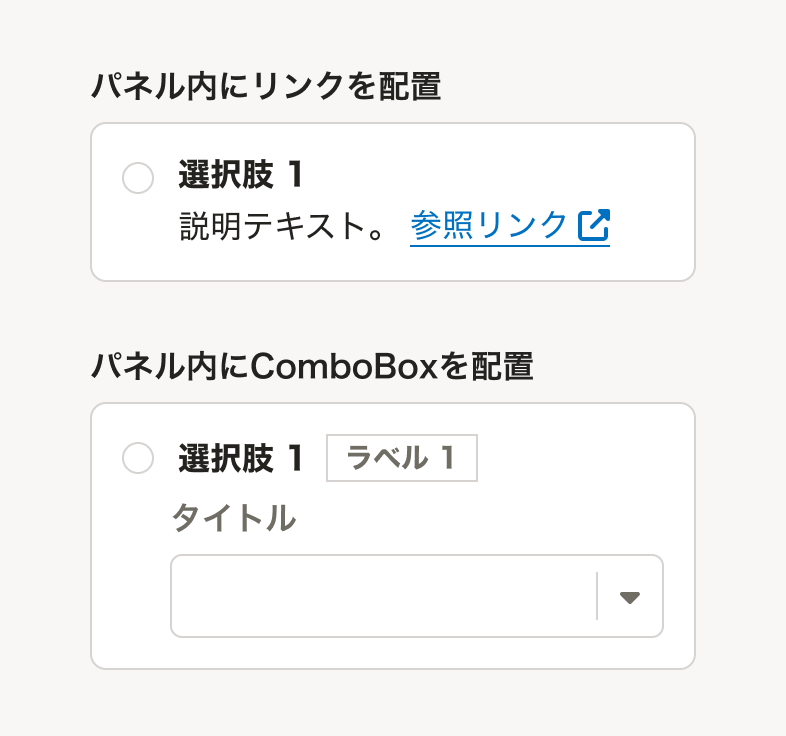 パネル内にリンクを配置
選択肢 1
説明テキスト。 参照リンク
パネル内にComboBoxを配置
選択肢 1 ラベル 1
タイトル